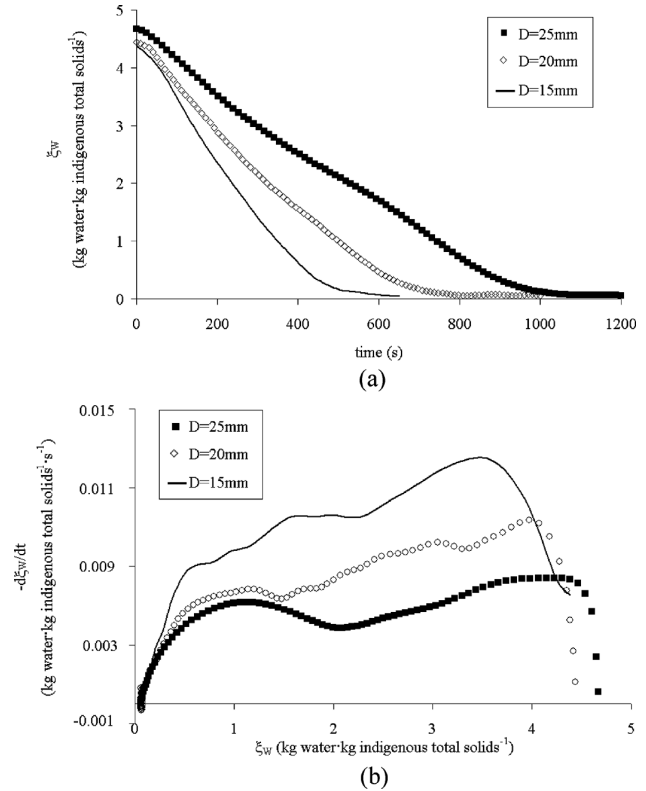 5
4
3
2
1
0
ξW
(kg water·kg indigenous total solids-1)
D=25mm
D=20mm
D=15mm
0 200 400 600 800 1000 1200
time (s)
(a)
0.015
0.011
0.009
0.003
-0.001
-dξW/dt
(kg water·kg indigenous total solids-1·s-1)
D=25mm
D=20mm
D=15mm
0 1 2 3 4 5
ξW (kg water·kg indigenous total solids-1)
(b)